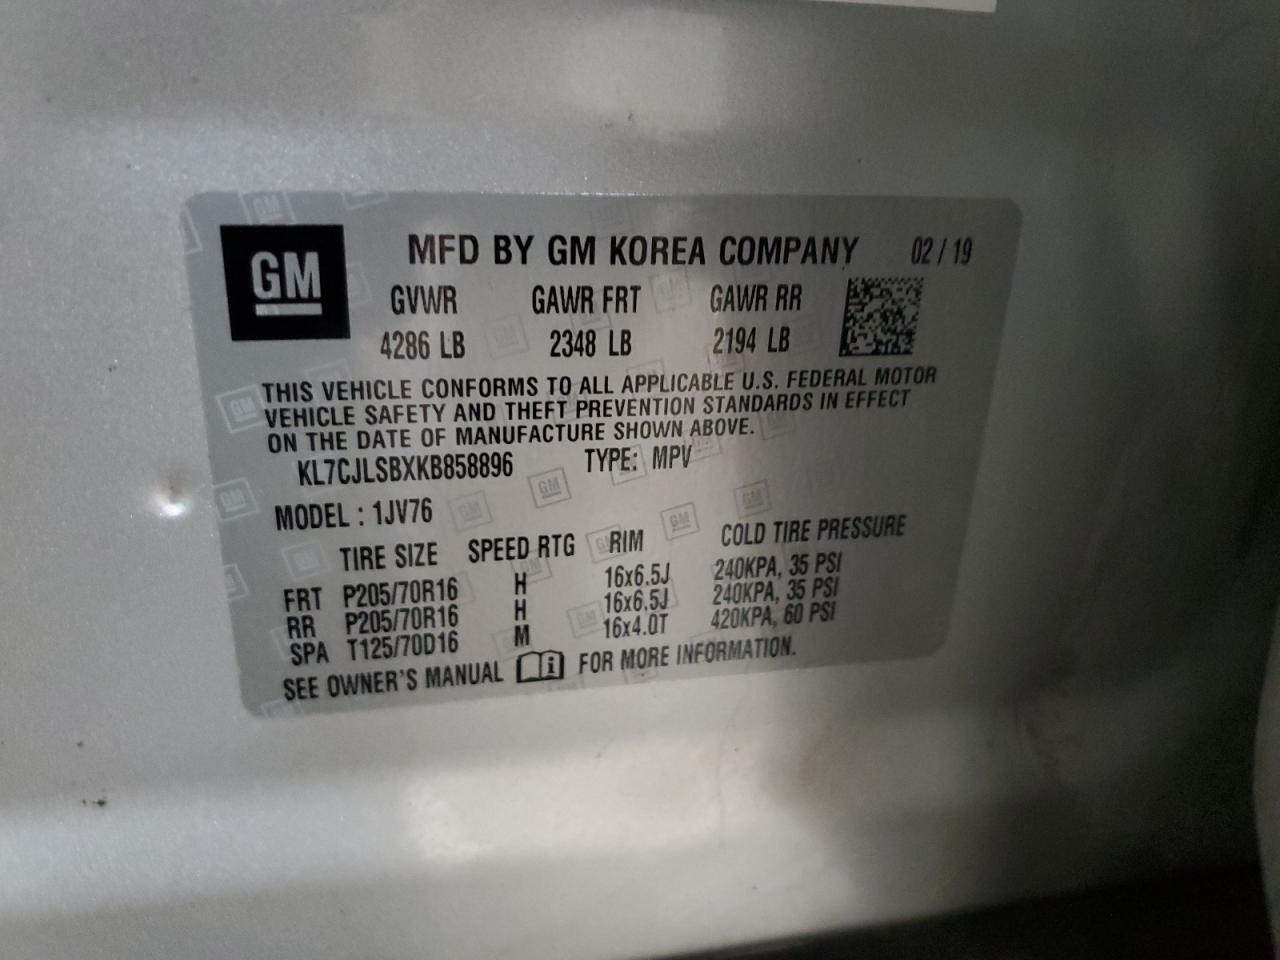 GM
MFD BY GM KOREA COMPANY 02 / 19
GVWR GAWR FRT GAWR RR
4286 LB 2348 LB 2194 LB
THIS VEHICLE CONFORMS TO ALL APPLICABLE U.S. FEDERAL MOTOR
VEHICLE SAFETY AND THEFT PREVENTION STANDARDS IN EFFECT
ON THE DATE OF MANUFACTURE SHOWN ABOVE.
KL7CJLSBXKB858896 TYPE: MPV
MODEL : 1JV76
TIRE SIZE SPEED RTG RIM COLD TIRE PRESSURE
FRT P205/70R16 H 16x6.5J 240KPA, 35 PSI
RR P205/70R16 H 16x6.5J 240KPA, 35 PSI
SPA T125/70D16 M 16x4.0T 420KPA, 60 PSI
SEE OWNER'S MANUAL i FOR MORE INFORMATION.